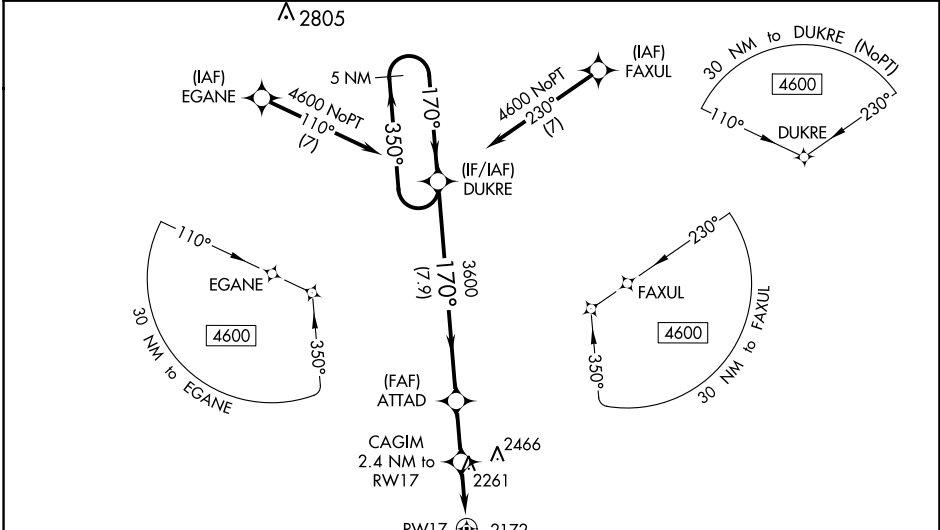 2805
(IAF)
EGANE
4600 NoPT
110°
(7)
5 NM
170°
350°
(IAF)
FAXUL
4600 NoPT
230°
(7)
(IF/IAF)
DUKRE
30 NM to DUKRE (NoPT)
4600
110°
230°
DUKRE
110°
EGANE
4600
350°
30 NM to EGANE
3600
170°
(7.9)
230°
FAXUL
4600
350°
30 NM to FAXUL
(FAF)
ATTAD
CAGIM
2.4 NM to
RW17
2466
2261
RW17
2172